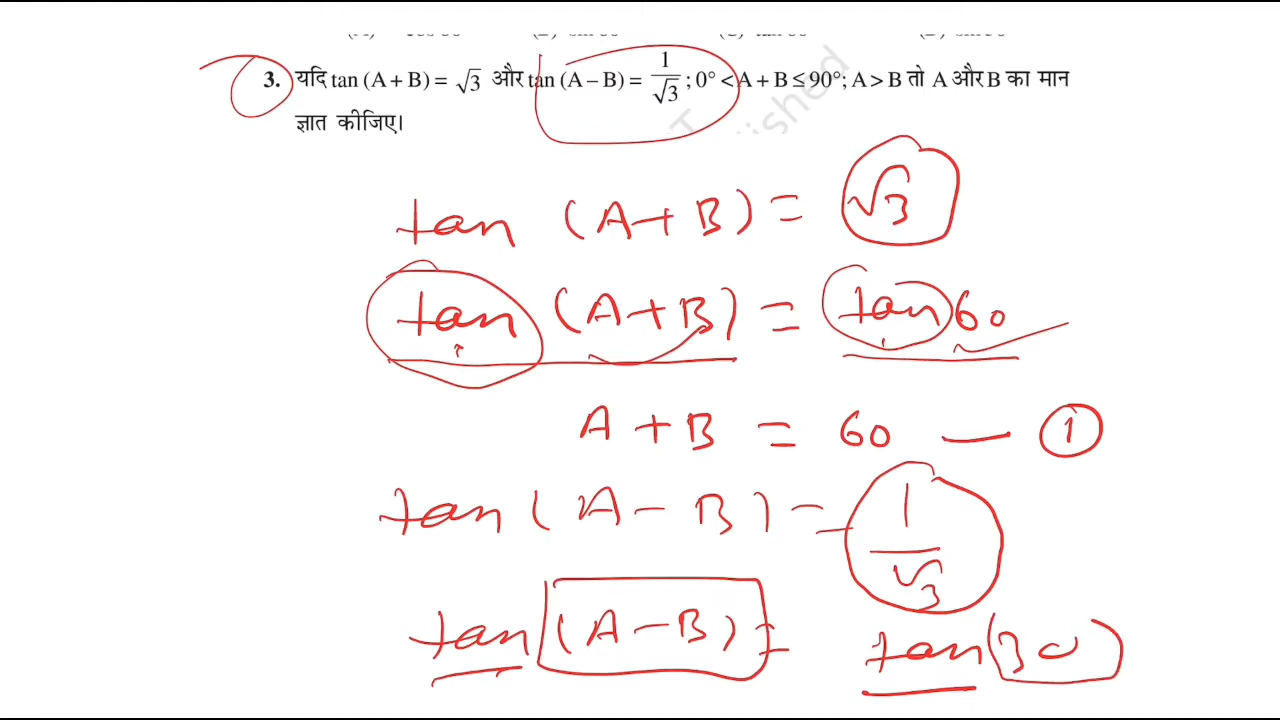 3. यदि tan (A + B) = √3 और tan (A – B) = 1/√3 ; 0° < A + B ≤ 90°; A > B तो A और B का मान
ज्ञात कीजिए।
tan (A+B) = √3
tan (A+B) = tan 60
A + B = 60 — ①
tan (A – B) = 1/√3
tan (A – B) = tan (30